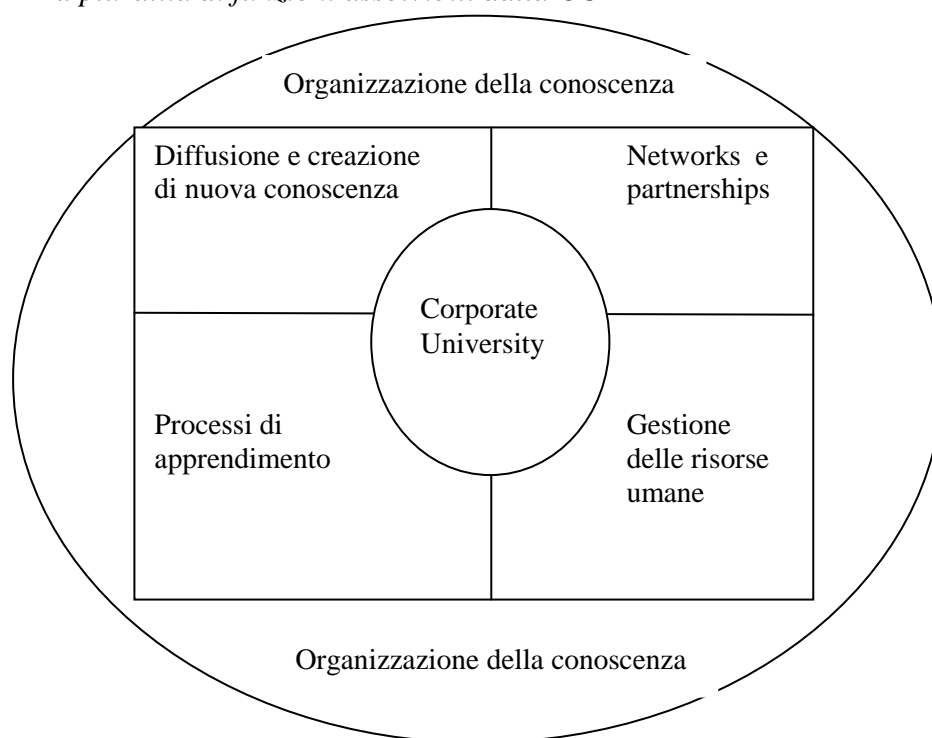 Organizzazione della conoscenza
Diffusione e creazione
di nuova conoscenza
Networks e
partnerships
Corporate
University
Processi di
apprendimento
Gestione
delle risorse
umane
Organizzazione della conoscenza